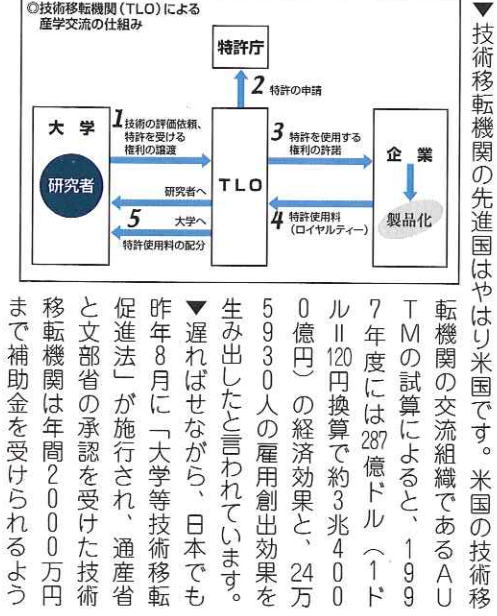 ◎技術移転機関(TLO)による
産学交流の仕組み
特許庁
2 特許の申請
大 学
研究者
1 技術の評価依頼、
特許を受ける
権利の譲渡
TLO
3 特許を使用する
権利の許諾
企 業
製品化
研究者へ
5 大学へ
特許使用料の配分
4 特許使用料
(ロイヤルティー)
▼技術移転機関の先進国はやはり米国です。米国の技術移
転機関の交流組織であるAU
TMの試算によると、199
7年度には287億ドル(1ド
ル=120円換算で約3兆400
0億円)の経済効果と、24万
5930人の雇用創出効果を
生み出したと言われています。
▼遅ればせながら、日本でも
昨年8月に「大学等技術移転
促進法」が施行され、通産省
と文部省の承認を受けた技術
移転機関は年間2000万円
まで補助金を受けられるよう